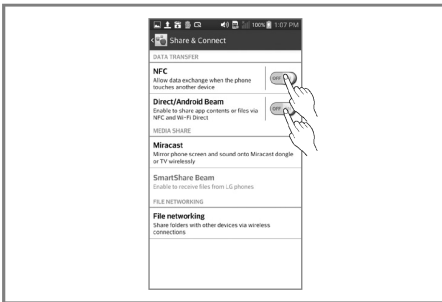 100% 1:07 PM
Share & Connect
DATA TRANSFER
NFC
Allow data exchange when the phone
touches another device
OFF
Direct/Android Beam
Enable to share app contents or files via
NFC and Wi-Fi Direct
OFF
MEDIA SHARE
Miracast
Mirror phone screen and sound onto Miracast dongle
or TV wirelessly
SmartShare Beam
Enable to receive files from LG phones
FILE NETWORKING
File networking
Share folders with other devices via wireless
connections